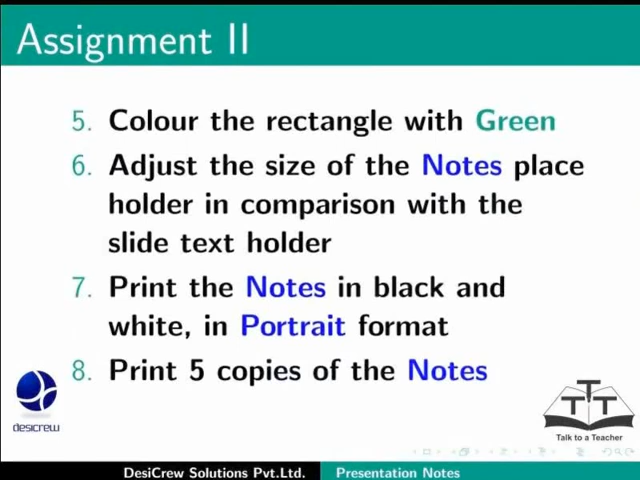 Assignment II
5. Colour the rectangle with Green
6. Adjust the size of the Notes place
holder in comparison with the
slide text holder
7. Print the Notes in black and
white, in Portrait format
8. Print 5 copies of the Notes
desicrew
TTT
Talk to a Teacher
DesiCrew Solutions Pvt.Ltd. Presentation Notes